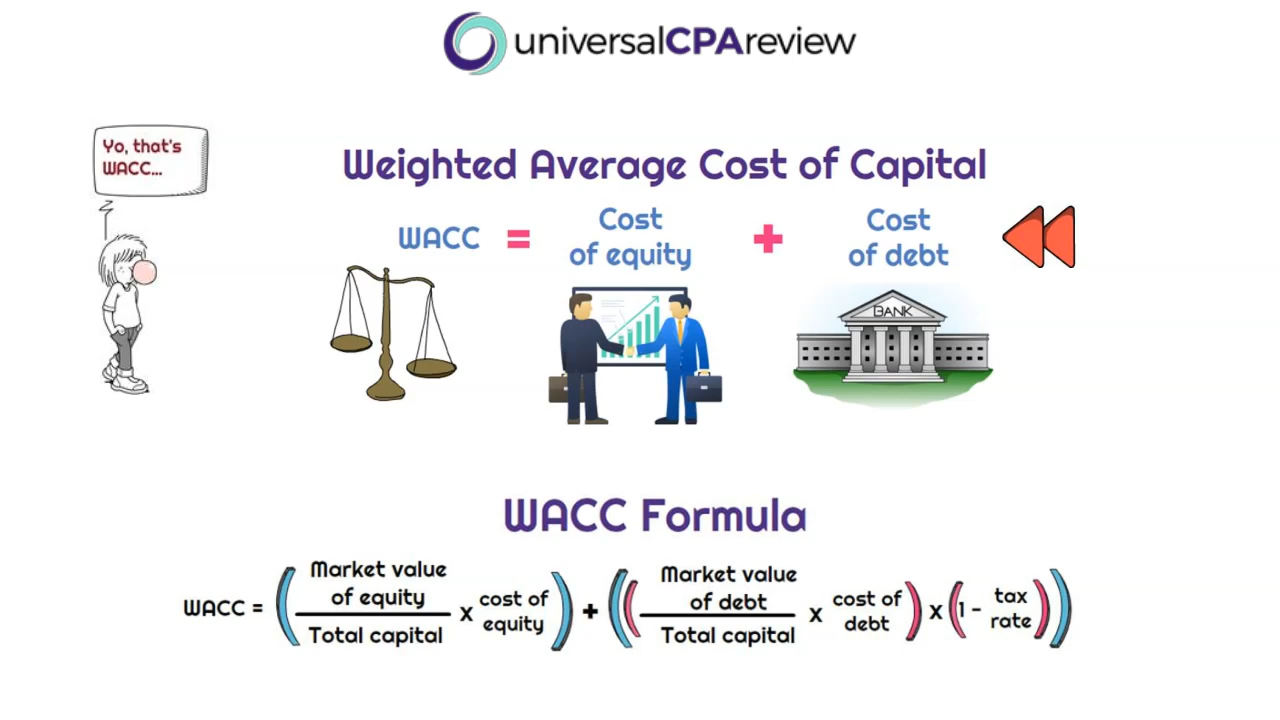 universalCPAreview
Yo, that's
WACC...
Weighted Average Cost of Capital
WACC = Cost of equity + Cost of debt
BANK
WACC Formula
WACC = ( Market value of equity / Total capital x cost of equity ) + ( ( Market value of debt / Total capital x cost of debt ) x ( 1 - tax rate ) )